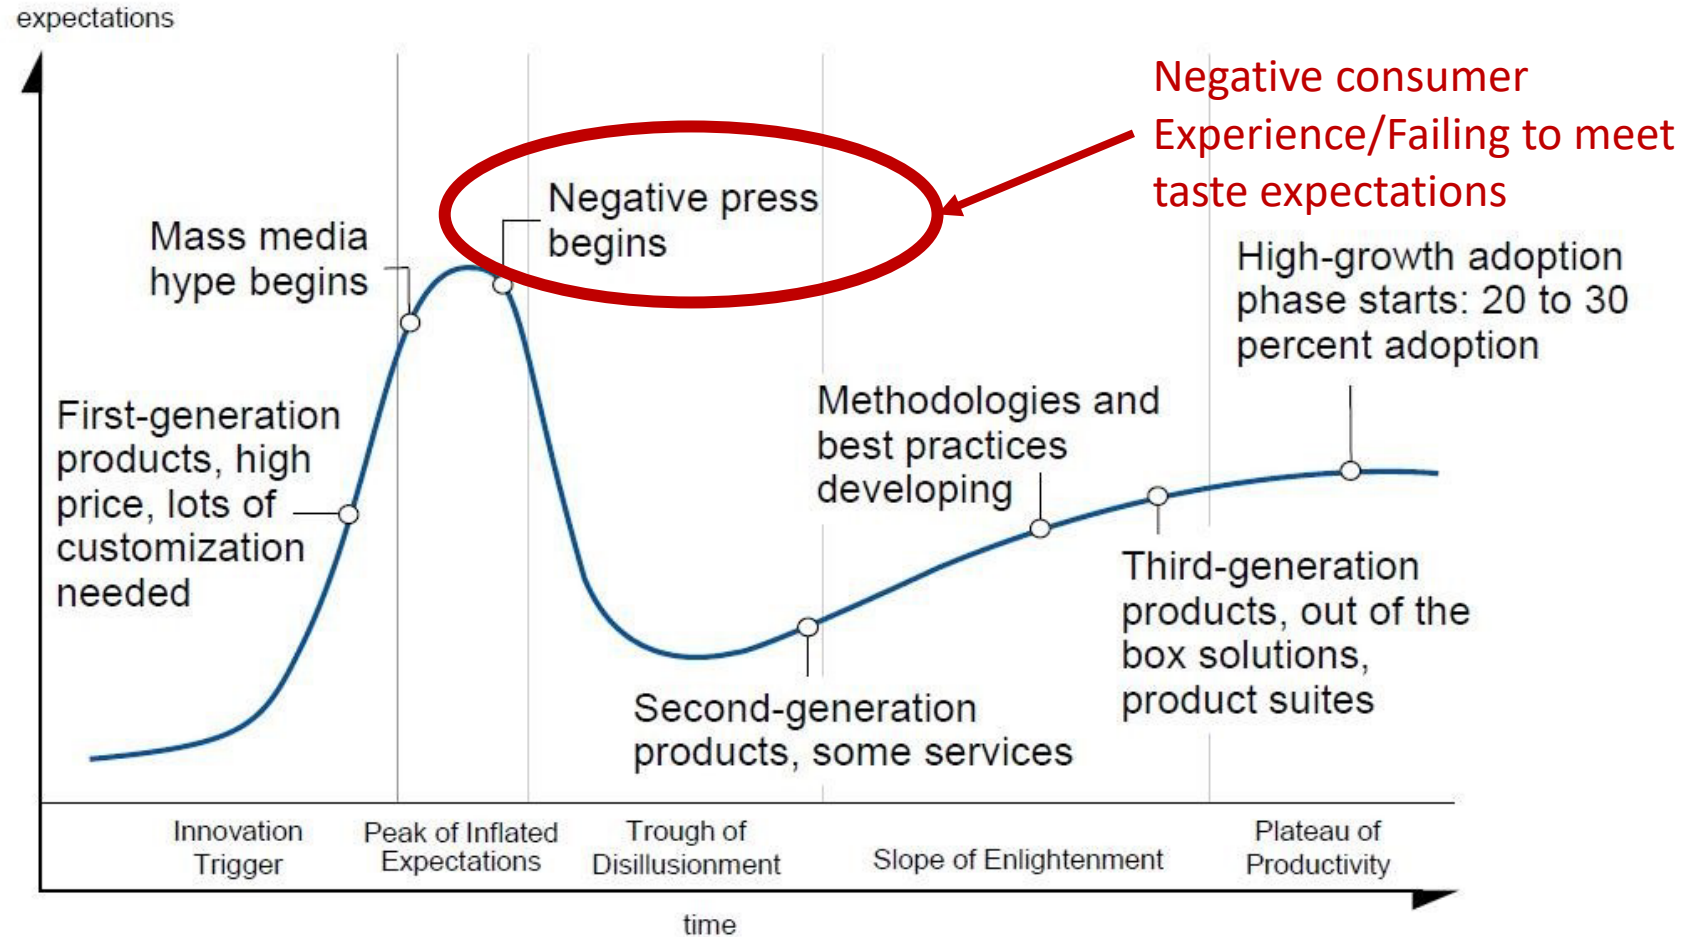 expectations
Negative consumer
Experience/Failing to meet
taste expectations
Negative press
begins
Mass media
hype begins
High-growth adoption
phase starts: 20 to 30
percent adoption
First-generation
products, high
price, lots of
customization
needed
Methodologies and
best practices
developing
Third-generation
products, out of the
box solutions,
product suites
Second-generation
products, some services
Innovation
Trigger
Peak of Inflated
Expectations
Trough of
Disillusionment
Slope of Enlightenment
Plateau of
Productivity
time